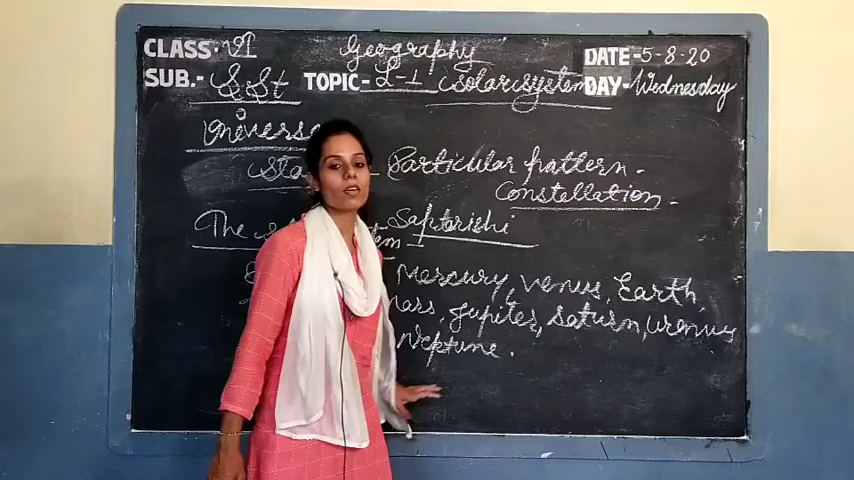 CLASS: VI Geography DATE -5-8-20
SUB.- S.St TOPIC- L-1 Solar system DAY - Wednesday
Universe
Sta Particular pattern -
Constellation -
The S Saptarishi
em
Mercury, venus, Earth
Mars, Jupiter, Saturn, Urennus
Neptune.